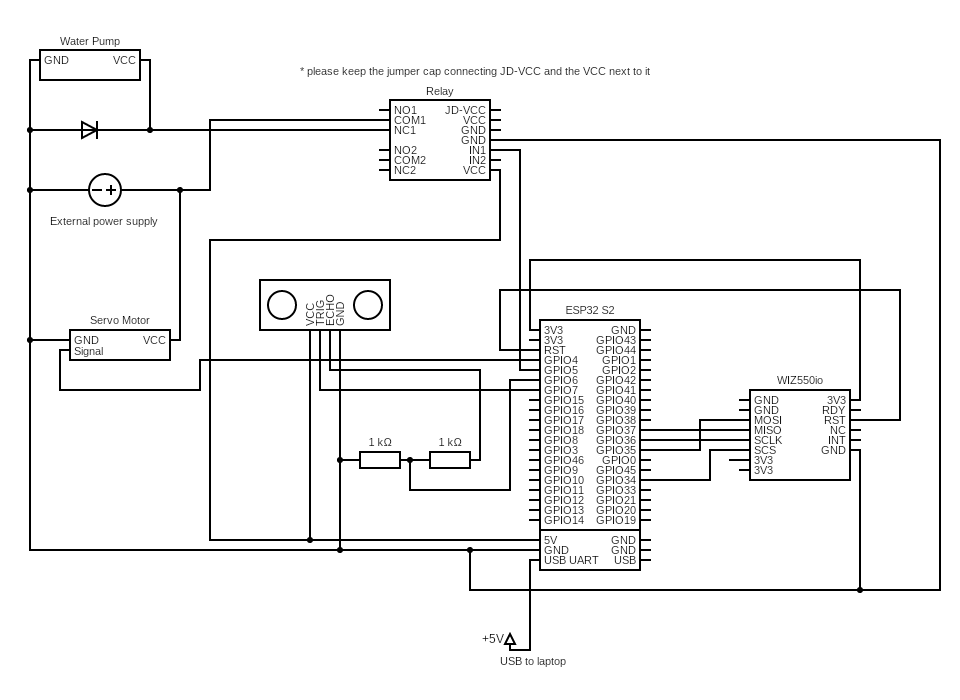 Water Pump
GND VCC
* please keep the jumper cap connecting JD-VCC and the VCC next to it
Relay
NO1 JD-VCC
COM1 VCC
NC1 GND
GND
NO2 IN1
COM2 IN2
NC2 VCC
External power supply
VCC
TRIG
ECHO
GND
Servo Motor
GND VCC
Signal
ESP32 S2
3V3 GND
3V3 GPIO43
RST GPIO44
GPIO4 GPIO1
GPIO5 GPIO2
GPIO6 GPIO42
GPIO7 GPIO41
GPIO15 GPIO40
GPIO16 GPIO39
GPIO17 GPIO38
GPIO18 GPIO37
GPIO8 GPIO36
GPIO3 GPIO35
GPIO46 GPIO0
GPIO9 GPIO45
GPIO10 GPIO34
GPIO11 GPIO33
GPIO12 GPIO21
GPIO13 GPIO20
GPIO14 GPIO19
5V GND
GND GND
USB UART USB
WIZ550io
GND 3V3
GND RDY
MOSI RST
MISO NC
SCLK INT
SCS GND
3V3
3V3
1 kΩ 1 kΩ
+5V
USB to laptop